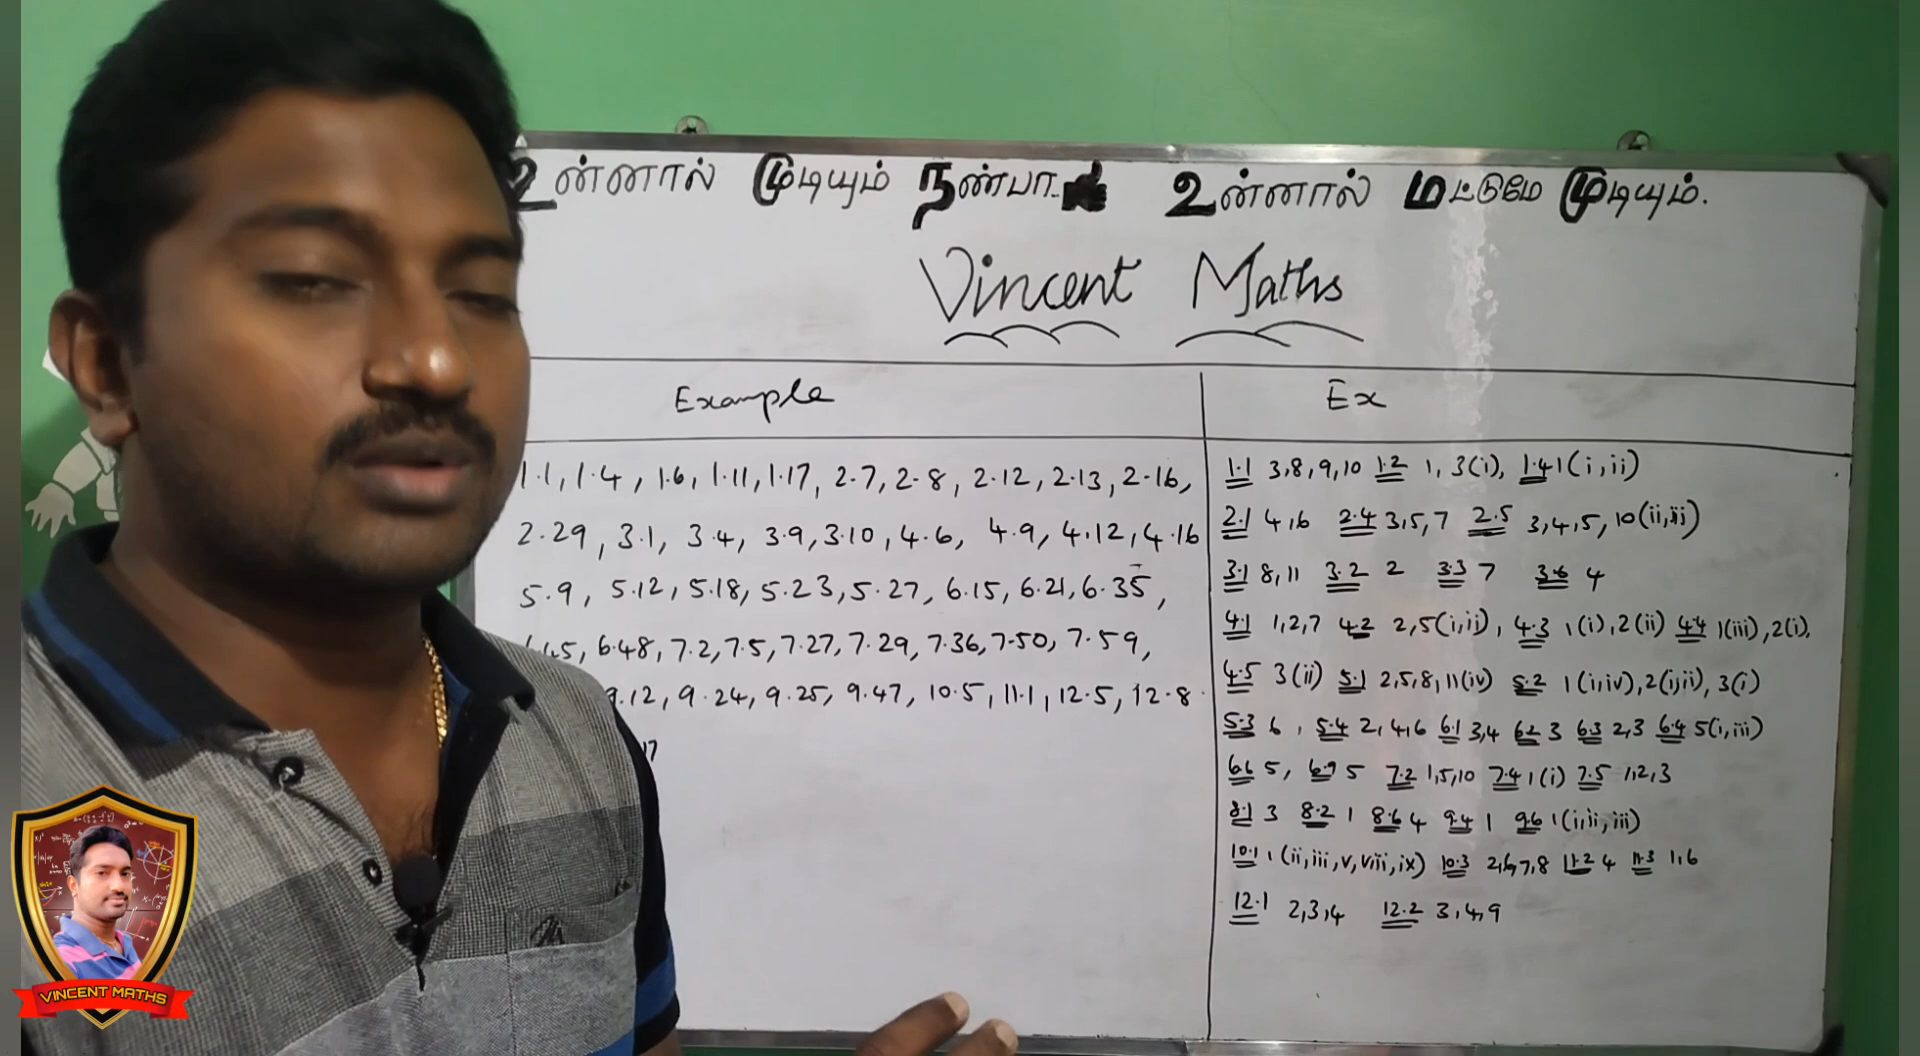 உன்னால் முடியும் நண்பா.. உன்னால் மட்டுமே முடியும்.
Vincent Maths
Example
1.1, 1.4, 1.6, 1.11, 1.17, 2.7, 2.8, 2.12, 2.13, 2.16,
2.29, 3.1, 3.4, 3.9, 3.10, 4.6, 4.9, 4.12, 4.16
5.9, 5.12, 5.18, 5.23, 5.27, 6.15, 6.21, 6.35,
6.48, 7.2, 7.5, 7.27, 7.29, 7.36, 7.50, 7.59,
9.12, 9.24, 9.25, 9.47, 10.5, 11.1, 12.5, 12.8
17
Ex
1.1 3,8,9,10 1.2 1, 3(i), 1.4 1(i,ii)
2.1 4,6 2.4 3,5,7 2.5 3,4,5,10(ii,iii)
3.1 8,11 3.2 2 3.3 7 3.6 4
4.1 1,2,7 4.2 2,5(i,ii), 4.3 1(i),2(ii) 4.4 1(iii),2(i),
4.5 3(ii) 5.1 2,5,8,11(iv) 5.2 1(ii,iv),2(i,ii), 3(i)
5.3 6, 5.4 2,4,6 6.1 3,4 6.2 3 6.3 2,3 6.4 5(i,iii)
6.6 5, 6.9 5 7.2 1,5,10 7.4 1(i) 7.5 1,2,3
8.1 3 8.2 1 8.6 4 9.4 1 9.6 1(i,ii,iii)
10.1 1(ii,iii,v,viii,ix) 10.3 2,6,7,8 11.2 4 11.3 1,6
12.1 2,3,4 12.2 3,4,9
VINCENT MATHS